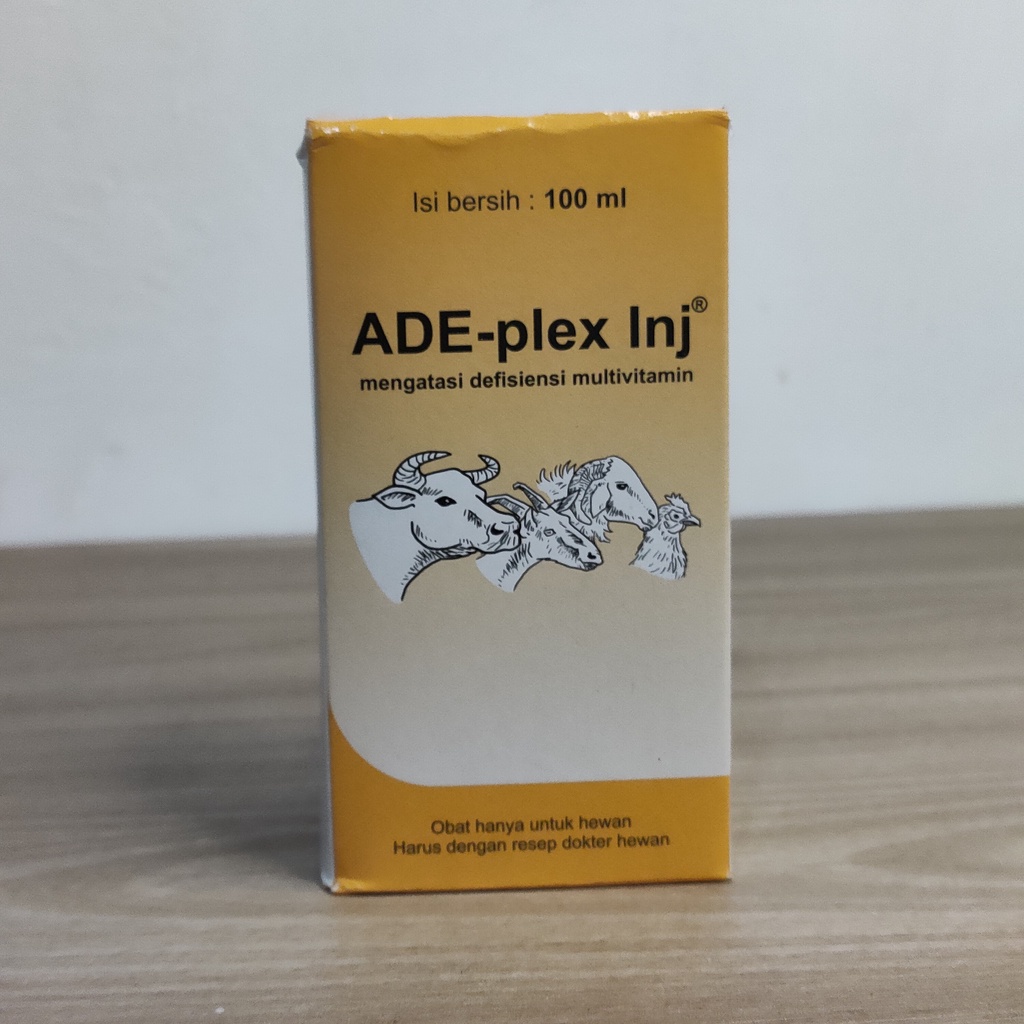 Isi bersih : 100 ml
ADE-plex Inj®
mengatasi defisiensi multivitamin
Obat hanya untuk hewan
Harus dengan resep dokter hewan